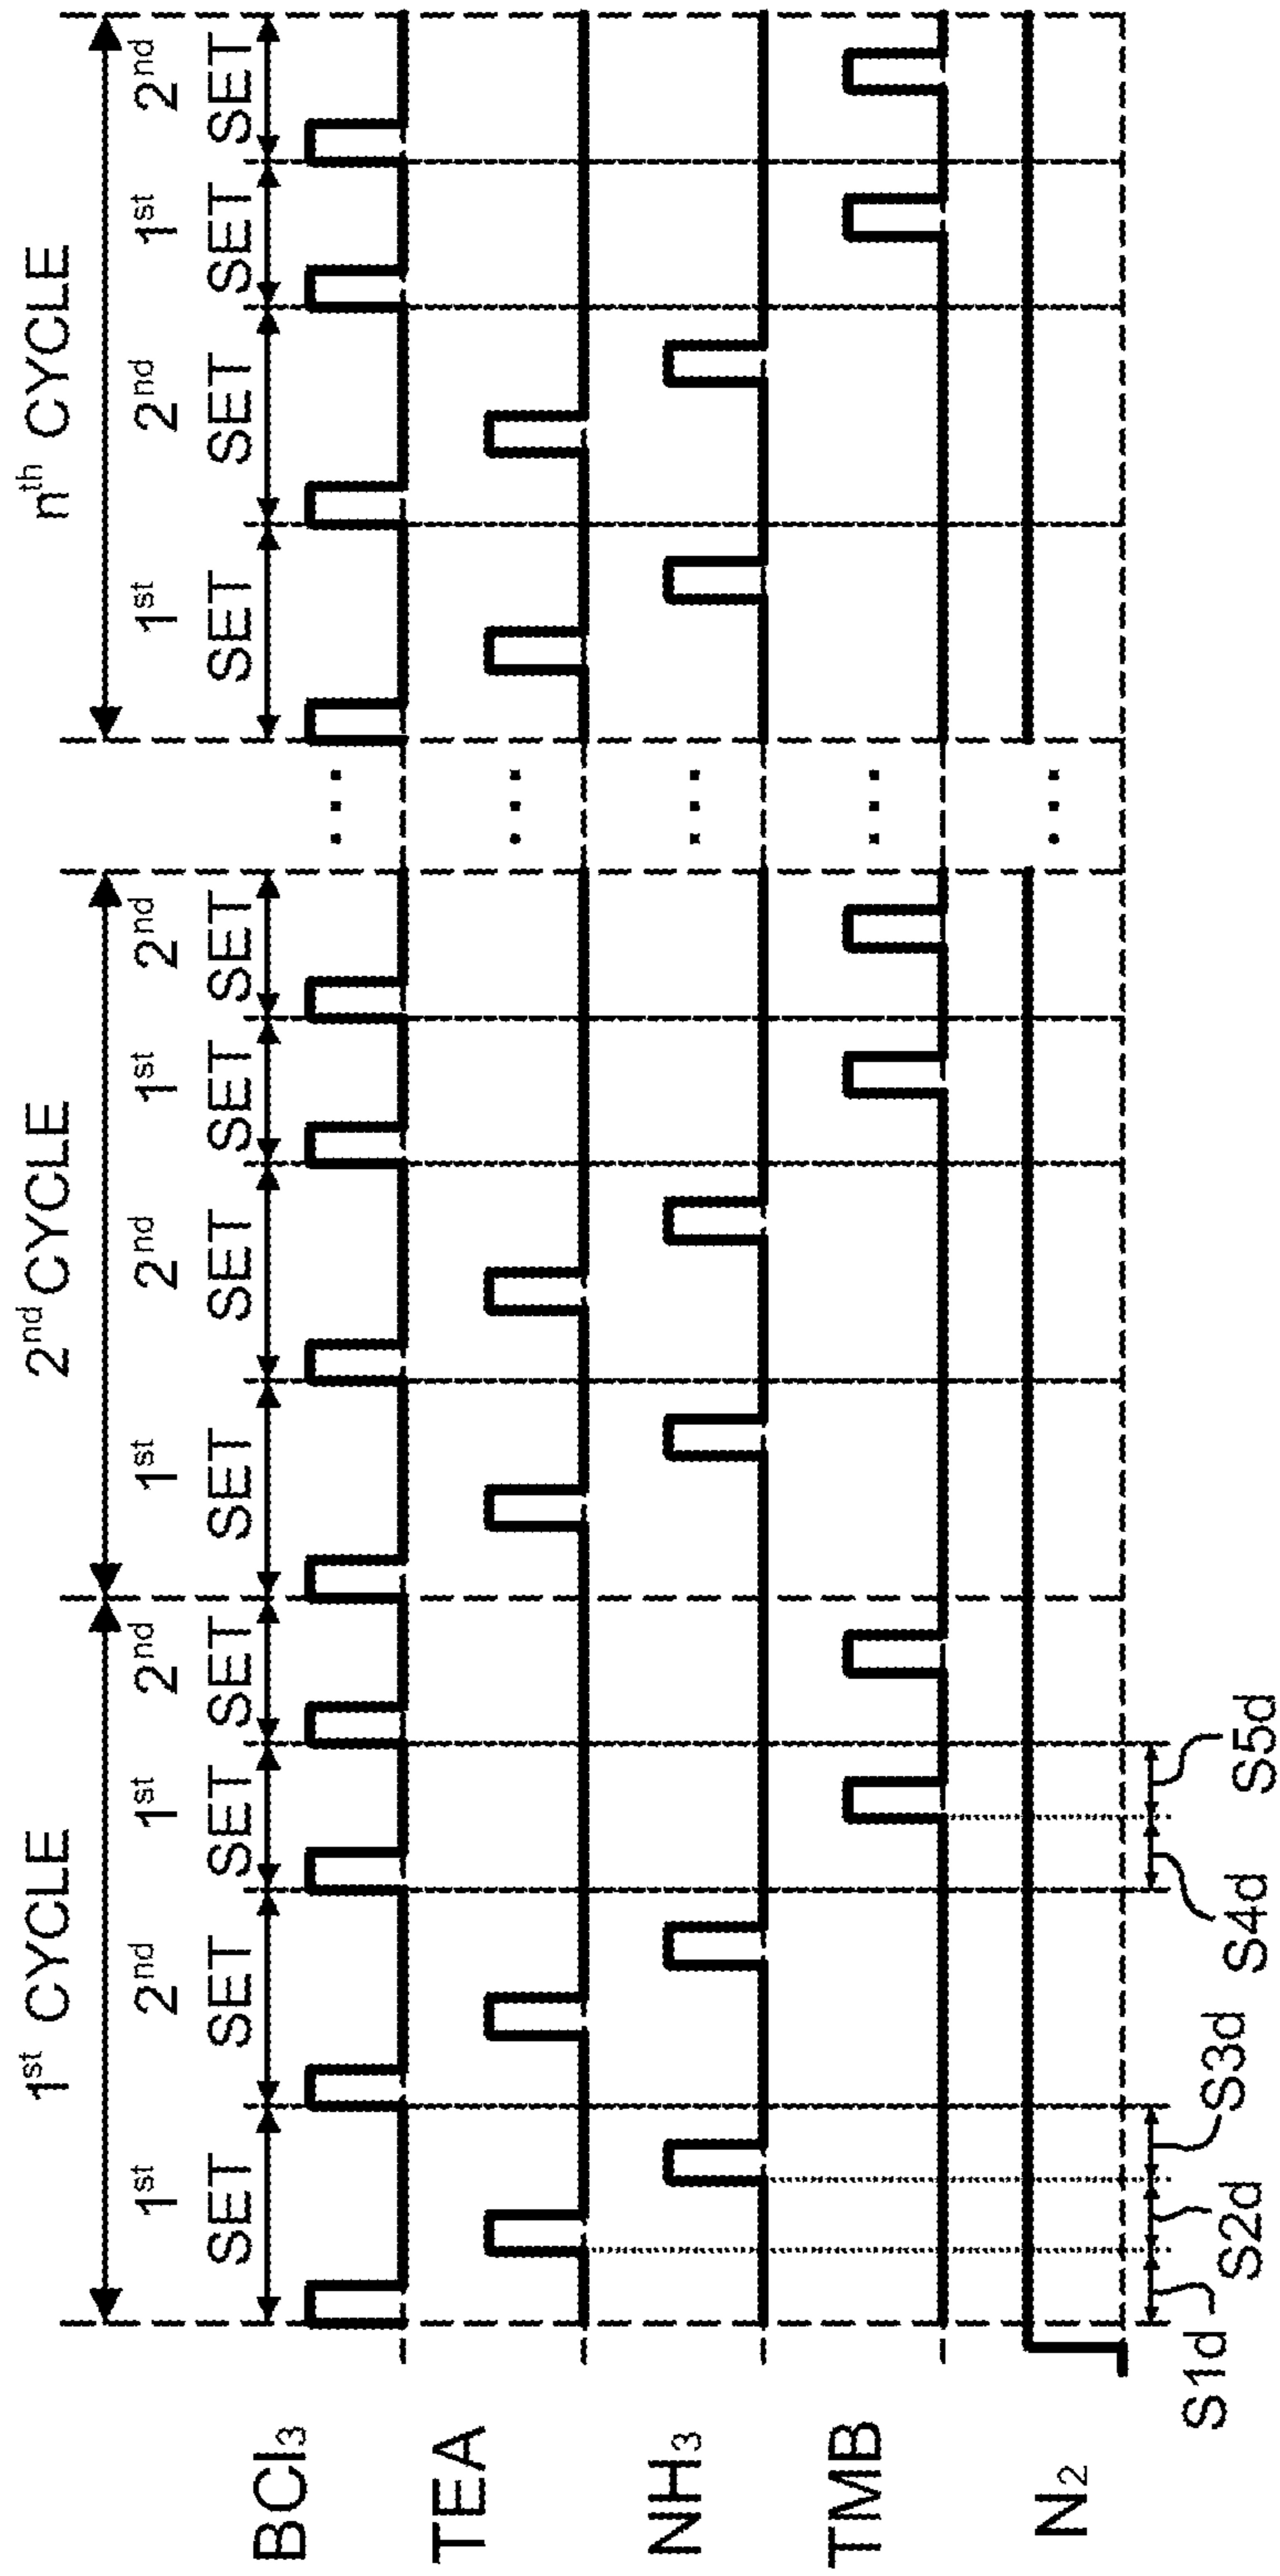 1st CYCLE 2nd CYCLE nth CYCLE
1st SET 2nd SET 1st SET 2nd SET 1st SET 2nd SET 1st SET 2nd SET 1st SET 2nd SET 1st SET 2nd SET
BCl3 ...
TEA ...
NH3 ...
TMB ...
N2 ...
S1d S2d S3d S4d S5d